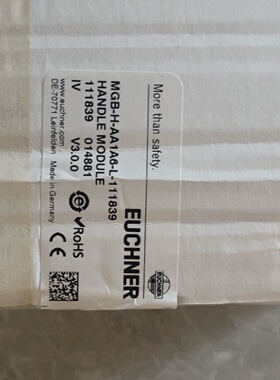 More than safety.
EUCHNER
EUCHNER
MGB-H-AA1A6-L-111839
HANDLE MODULE
111839 014881
IV V3.0.0
RoHS
www.euchner.com
DE-70771 Leinfelden Made in Germany